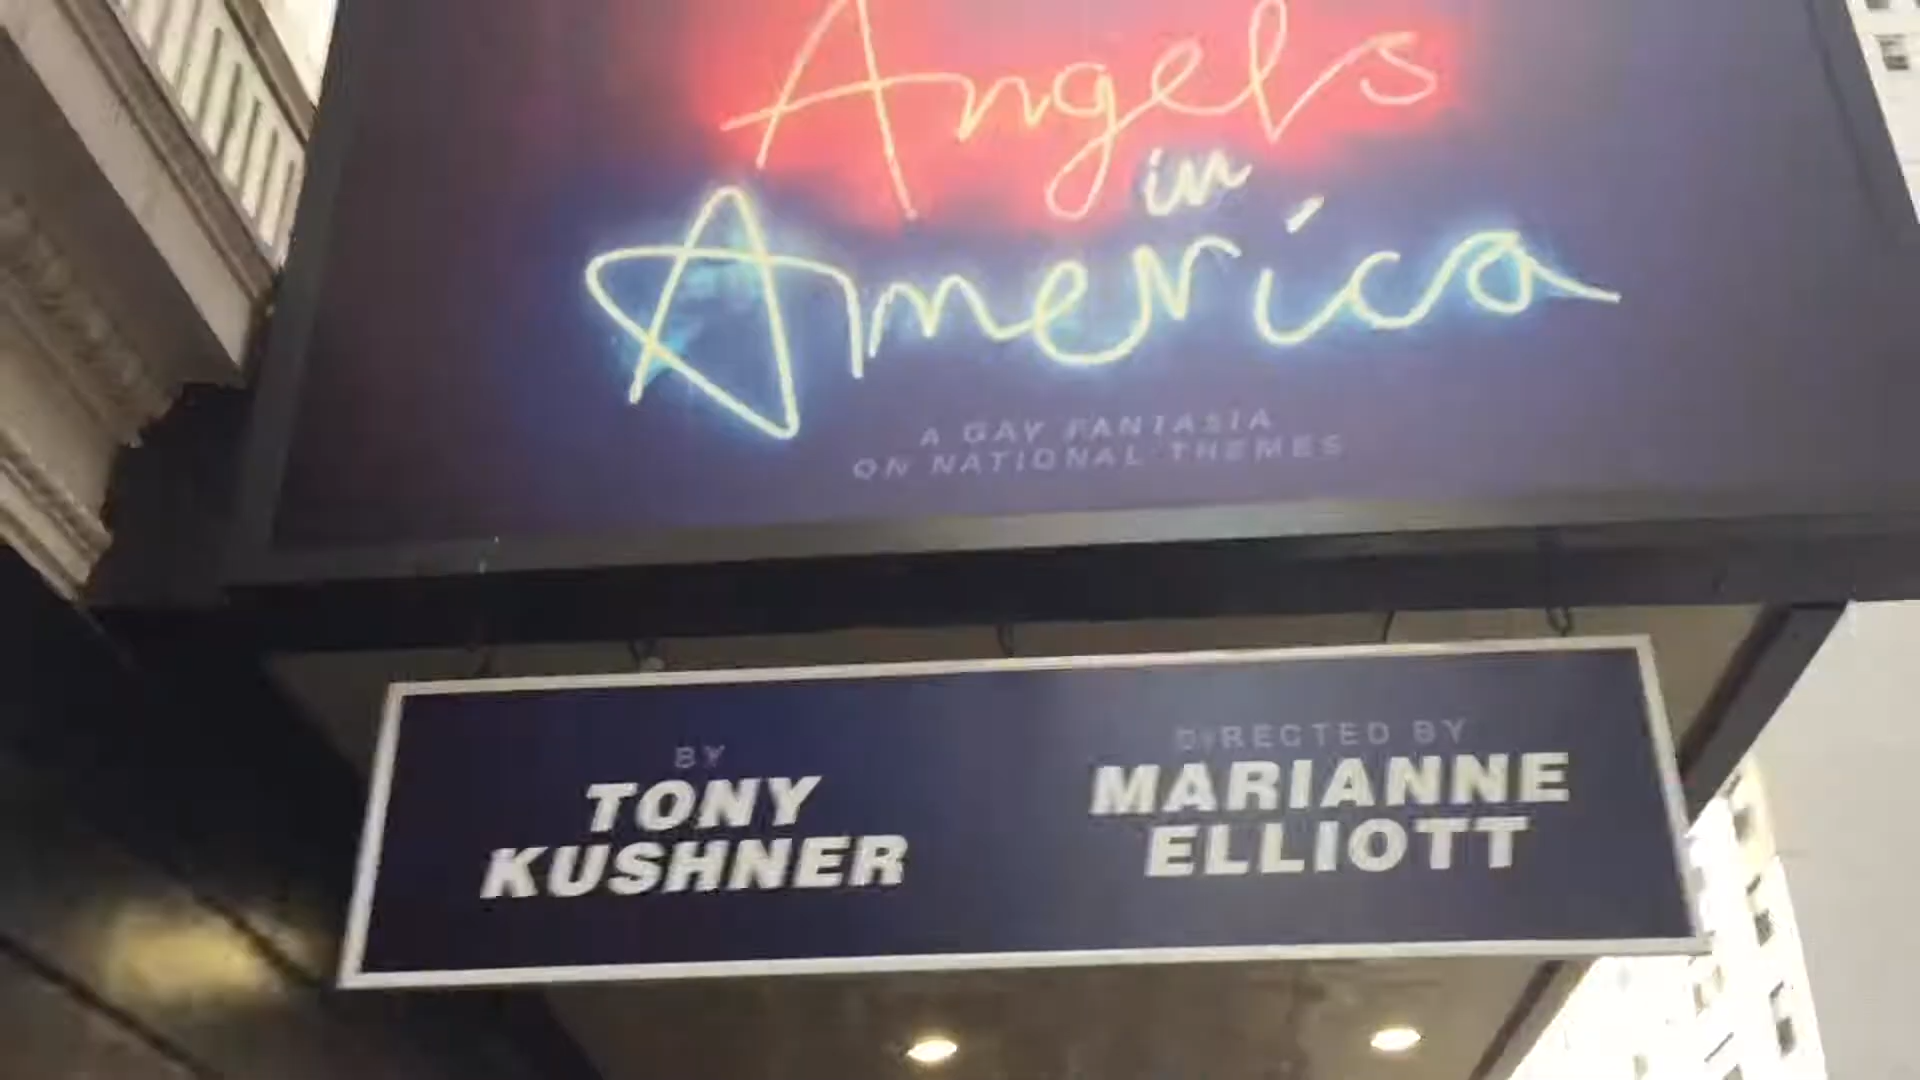 Angels
in
America
A GAY FANTASIA
ON NATIONAL THEMES
BY
TONY
KUSHNER
DIRECTED BY
MARIANNE
ELLIOTT